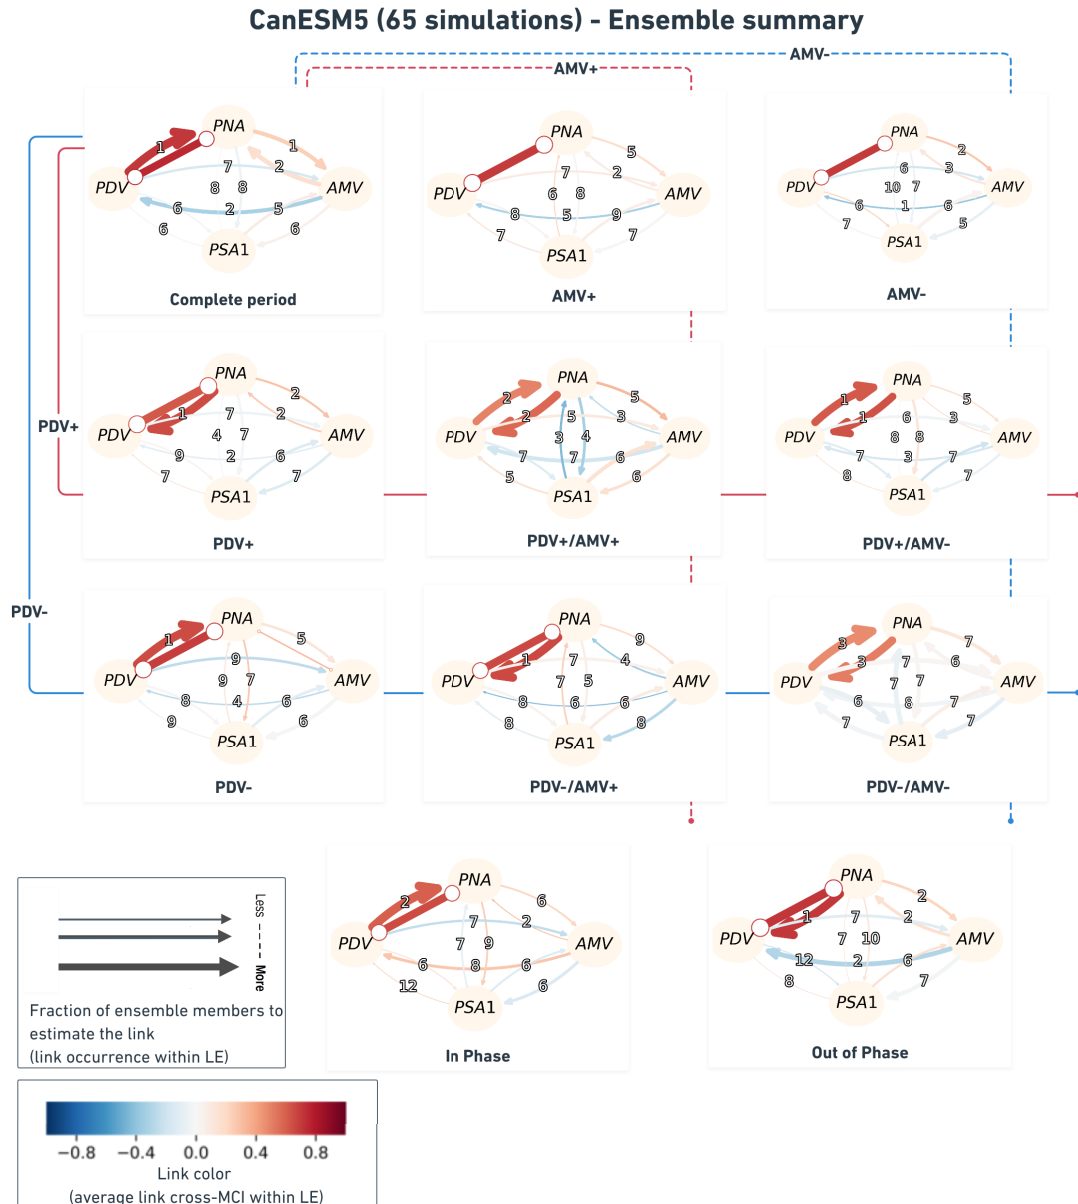 CanESM5 (65 simulations) - Ensemble summary
AMV-
AMV+
PNA
1
1
7
2
PDV
8
8
AMV
6
2
5
6
6
PSA1
Complete period
PNA
5
7
2
PDV
6
8
AMV
8
5
9
7
7
PSA1
AMV+
PNA
2
6
3
PDV
10
7
AMV
6
1
6
7
5
PSA1
AMV-
PDV+
PNA
2
1
7
2
PDV
4
7
AMV
9
2
6
7
7
PSA1
PDV+
PNA
2
5
2
5
3
PDV
3
4
AMV
7
7
6
5
6
PSA1
PDV+/AMV+
PNA
1
5
1
6
3
PDV
8
8
AMV
7
3
7
8
7
PSA1
PDV+/AMV-
PDV-
PNA
1
5
9
PDV
9
7
AMV
8
4
6
9
6
PSA1
PDV-
PNA
9
1
7
4
PDV
7
5
AMV
8
6
6
8
8
PSA1
PDV-/AMV+
PNA
3
7
3
7
6
PDV
7
7
AMV
6
8
7
7
7
PSA1
PDV-/AMV-
PNA
2
6
7
2
PDV
7
9
AMV
6
8
6
12
6
PSA1
In Phase
PNA
2
1
7
2
PDV
7
10
AMV
12
2
6
8
7
PSA1
Out of Phase
Less
More
Fraction of ensemble members to
estimate the link
(link occurrence within LE)
−0.8 −0.4 0.0 0.4 0.8
Link color
(average link cross-MCI within LE)